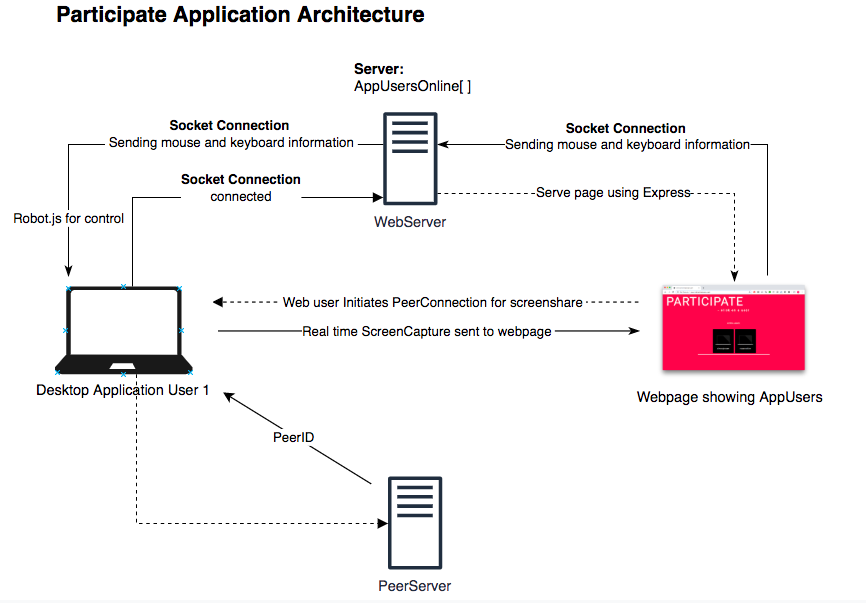 Participate Application Architecture
Server:
AppUsersOnline[ ]
Socket Connection
Sending mouse and keyboard information
Socket Connection
Sending mouse and keyboard information
Socket Connection
connected
Serve page using Express
WebServer
Robot.js for control
Web user Initiates PeerConnection for screenshare
Real time ScreenCapture sent to webpage
PARTICIPATE
Desktop Application User 1
Webpage showing AppUsers
PeerID
PeerServer